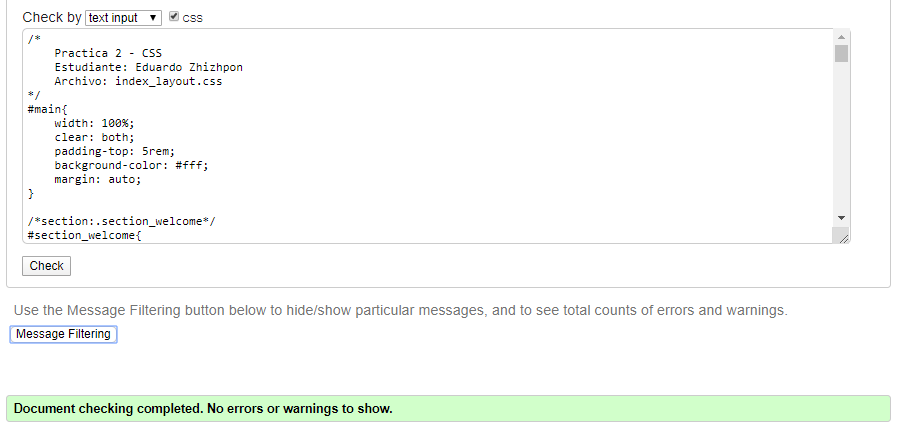 Check by text input css
/*
    Practica 2 - CSS
    Estudiante: Eduardo Zhizhpon
    Archivo: index_layout.css
*/
#main{
    width: 100%;
    clear: both;
    padding-top: 5rem;
    background-color: #fff;
    margin: auto;
}
/*section:.section_welcome*/
#section_welcome{
Check
Use the Message Filtering button below to hide/show particular messages, and to see total counts of errors and warnings.
Message Filtering
Document checking completed. No errors or warnings to show.